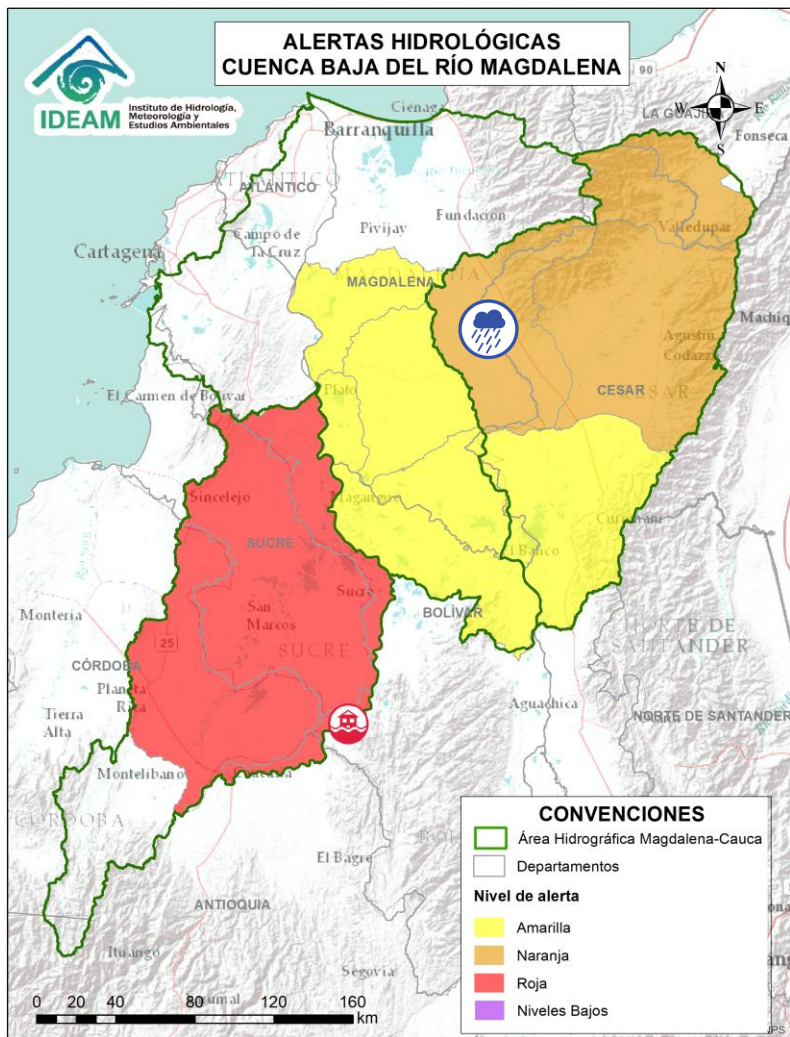 ALERTAS HIDROLÓGICAS
CUENCA BAJA DEL RÍO MAGDALENA
IDEAM
Instituto de Hidrología,
Meteorología y
Estudios Ambientales
N
W
E
S
90
LA GUAJIRA
Fonseca
Ciénaga
Barranquilla
ATLÁNTICO
Fundación
Pivijay
Valledupar
Campo de
la Cruz
Cartagena
MAGDALENA
Machiq
Agustín
Codazzi
CESAR
Plato
El Carmen de Bolívar
Sincelejo
Magangué
SUCRE
El Banco
Sucre
San
Marcos
SUCRE
BOLÍVAR
Montería
25
CÓRDOBA
Planeta
Rica
Tierra
Alta
NORTE DE
SANTANDER
Aguachica
NORTE DE SANTANDER
Montelíbano
CÓRDOBA
El Bagre
ANTIOQUIA
Ituango
Segovia
CONVENCIONES
Área Hidrográfica Magdalena-Cauca
Departamentos
Nivel de alerta
Amarilla
Naranja
Roja
Niveles Bajos
0 20 40 80 120 160
km